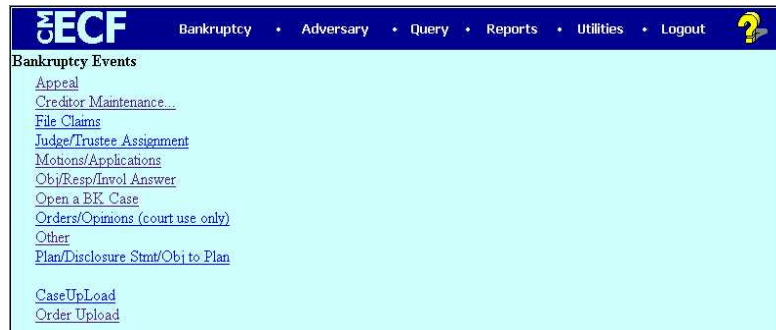 CM ECF Bankruptcy • Adversary • Query • Reports • Utilities • Logout ?
Bankruptcy Events
Appeal
Creditor Maintenance...
File Claims
Judge/Trustee Assignment
Motions/Applications
Obj/Resp/Invol Answer
Open a BK Case
Orders/Opinions (court use only)
Other
Plan/Disclosure Stmt/Obj to Plan
CaseUpLoad
Order Upload